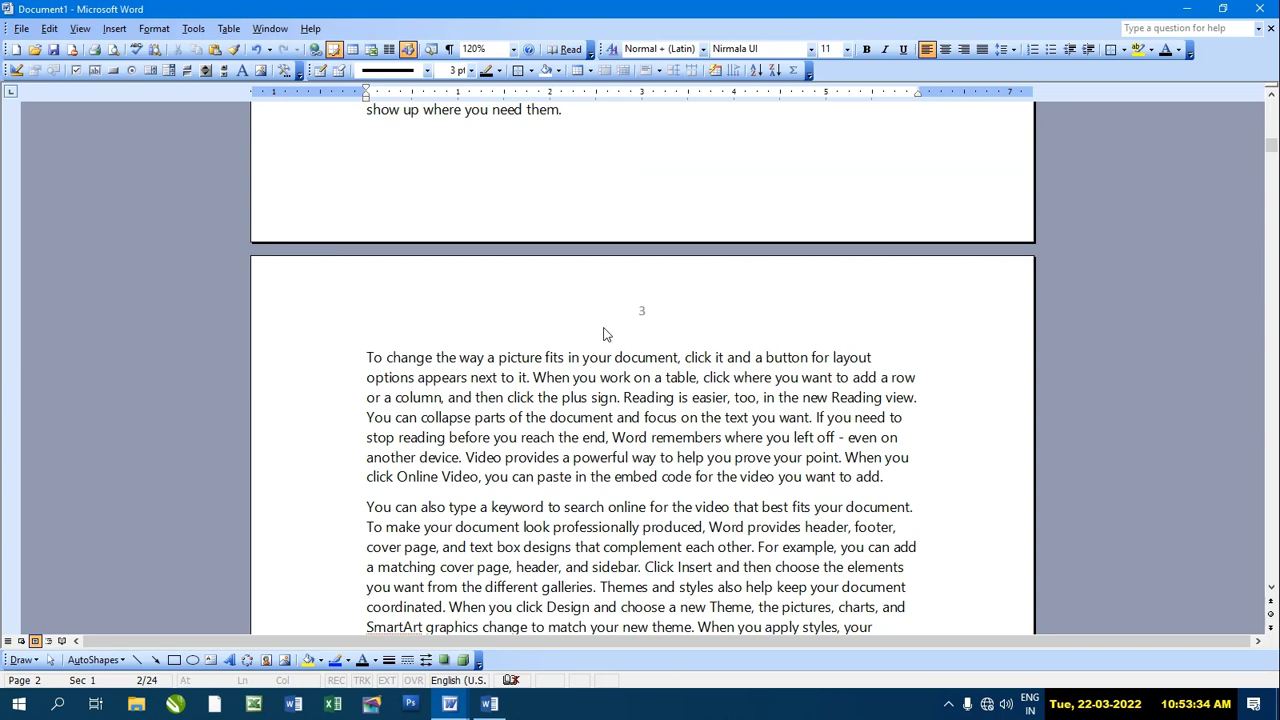 Document1 - Microsoft Word
File Edit View Insert Format Tools Table Window Help
Type a question for help
120%
Read
Normal + (Latin)
Nirmala UI
11
B I U
3 pt
1 1 2 3 4 5 7
show up where you need them.
3
To change the way a picture fits in your document, click it and a button for layout
options appears next to it. When you work on a table, click where you want to add a row
or a column, and then click the plus sign. Reading is easier, too, in the new Reading view.
You can collapse parts of the document and focus on the text you want. If you need to
stop reading before you reach the end, Word remembers where you left off - even on
another device. Video provides a powerful way to help you prove your point. When you
click Online Video, you can paste in the embed code for the video you want to add.
You can also type a keyword to search online for the video that best fits your document.
To make your document look professionally produced, Word provides header, footer,
cover page, and text box designs that complement each other. For example, you can add
a matching cover page, header, and sidebar. Click Insert and then choose the elements
you want from the different galleries. Themes and styles also help keep your document
coordinated. When you click Design and choose a new Theme, the pictures, charts, and
SmartArt graphics change to match your new theme. When you apply styles, your
Draw AutoShapes
Page 2 Sec 1 2/24 At Ln Col REC TRK EXT OVR English (U.S.
ENG
IN
Tue, 22-03-2022 10:53:34 AM